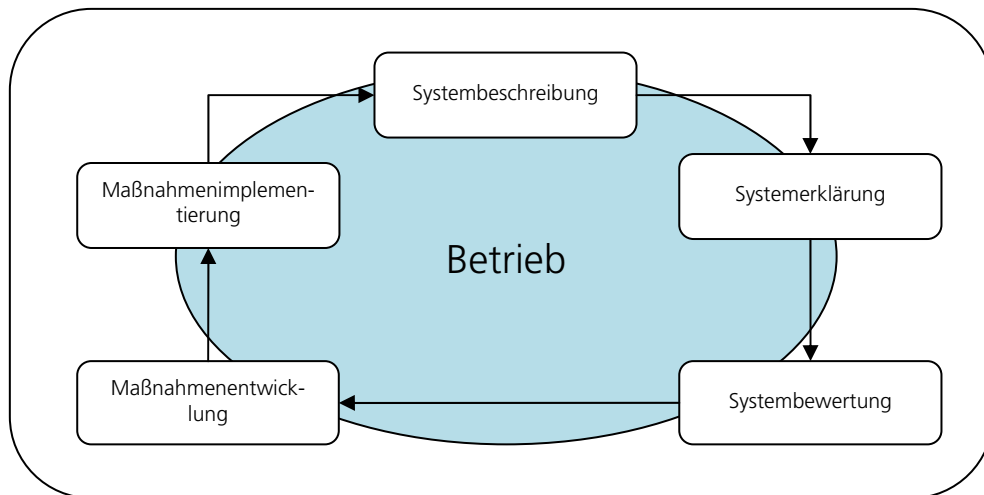 Systembeschreibung
Maßnahmenimplemen-
tierung
Systemerklärung
Betrieb
Maßnahmenentwick-
lung
Systembewertung